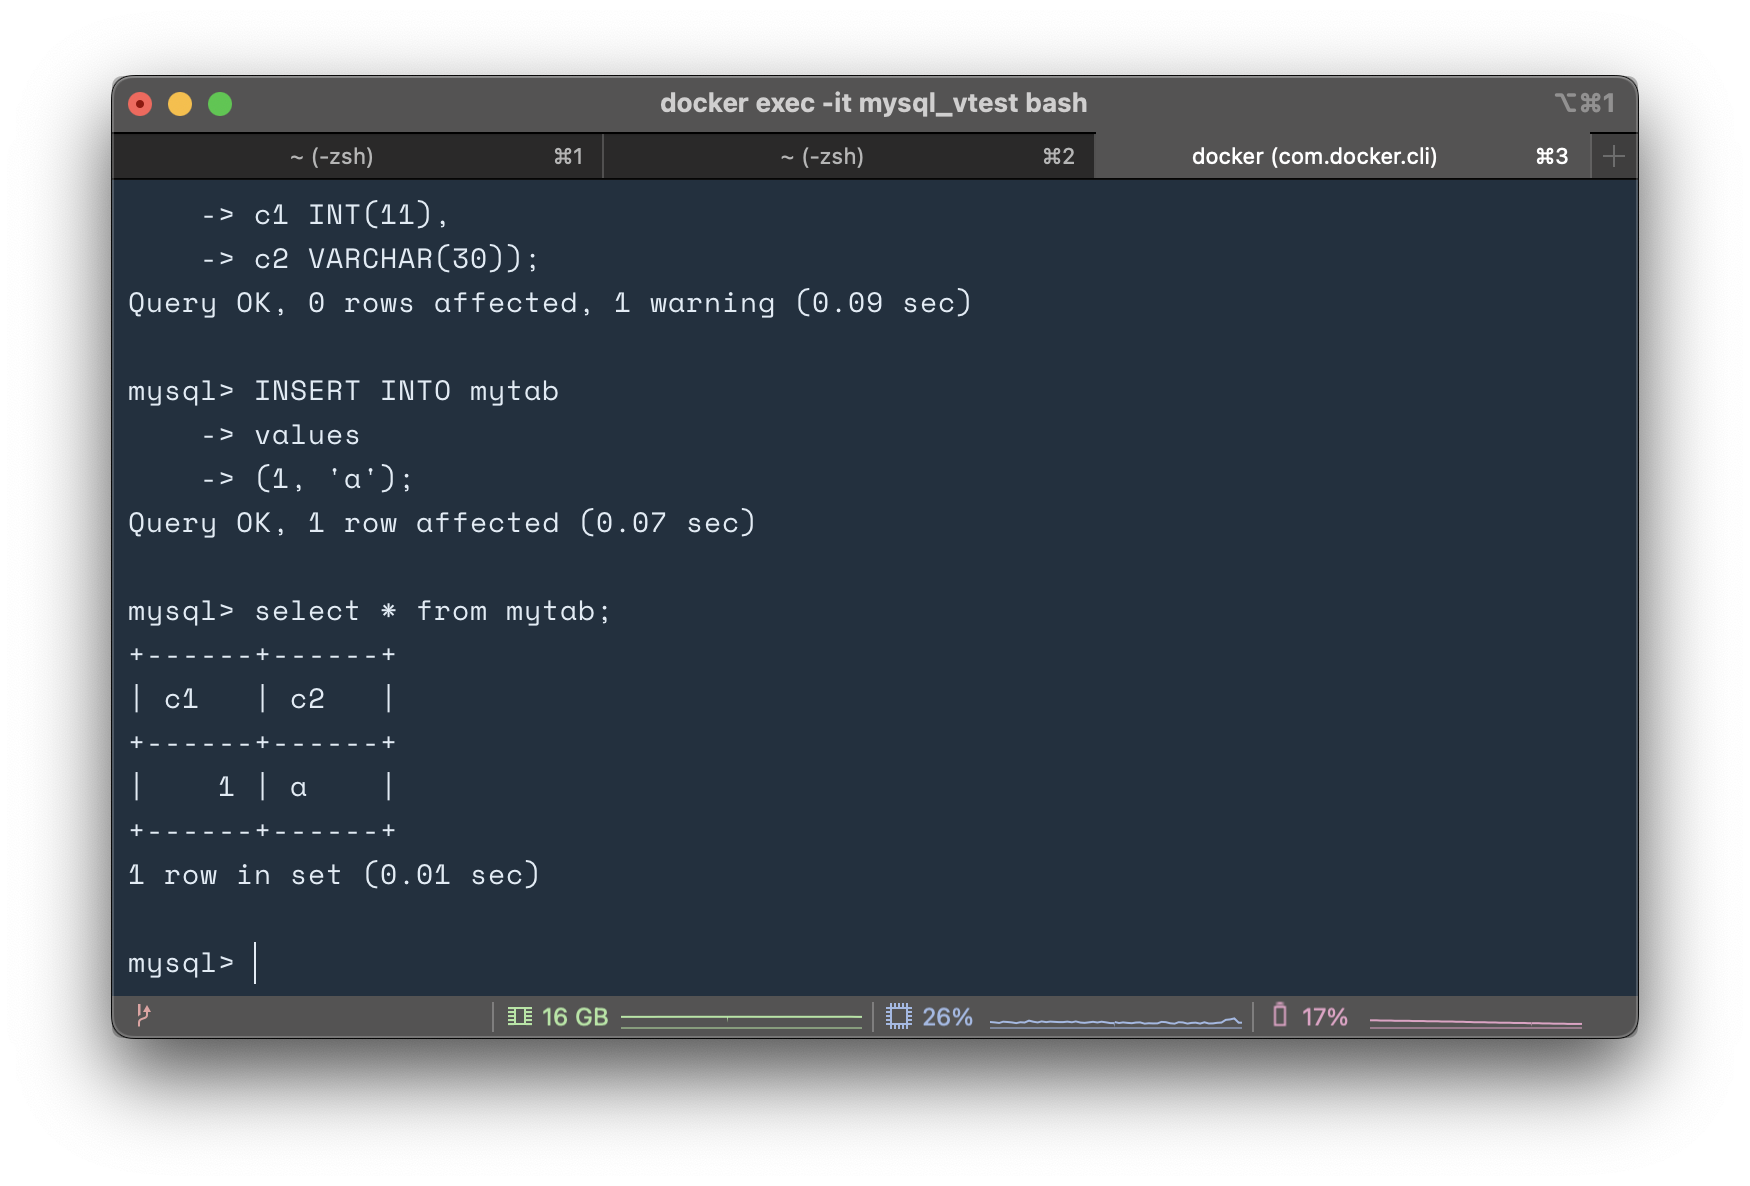 docker exec -it mysql_vtest bash ⌥⌘1
~ (-zsh) ⌘1 ~ (-zsh) ⌘2 docker (com.docker.cli) ⌘3 +
    -> c1 INT(11),
    -> c2 VARCHAR(30));
Query OK, 0 rows affected, 1 warning (0.09 sec)
mysql> INSERT INTO mytab
    -> values
    -> (1, 'a');
Query OK, 1 row affected (0.07 sec)
mysql> select * from mytab;
+------+------+
| c1   | c2   |
+------+------+
|    1 | a    |
+------+------+
1 row in set (0.01 sec)
mysql>
16 GB 26% 17%